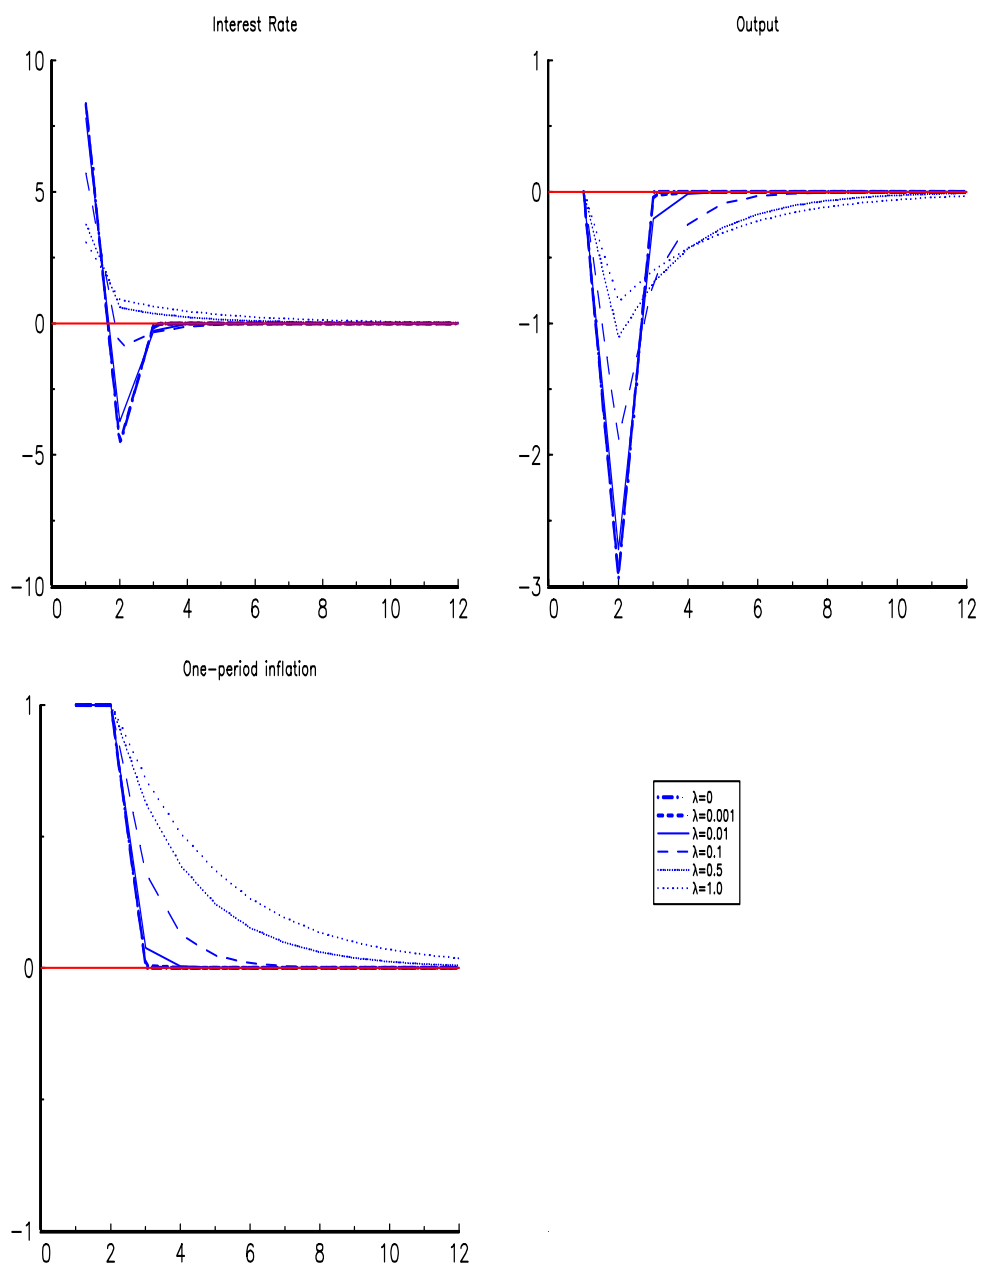 Interest Rate
Output
10
5
0
−5
−10
0 2 4 6 8 10 12
1
0
−1
−2
−3
0 2 4 6 8 10 12
One−period inflation
1
0
−1
0 2 4 6 8 10 12
λ=0
λ=0.001
λ=0.01
λ=0.1
λ=0.5
λ=1.0